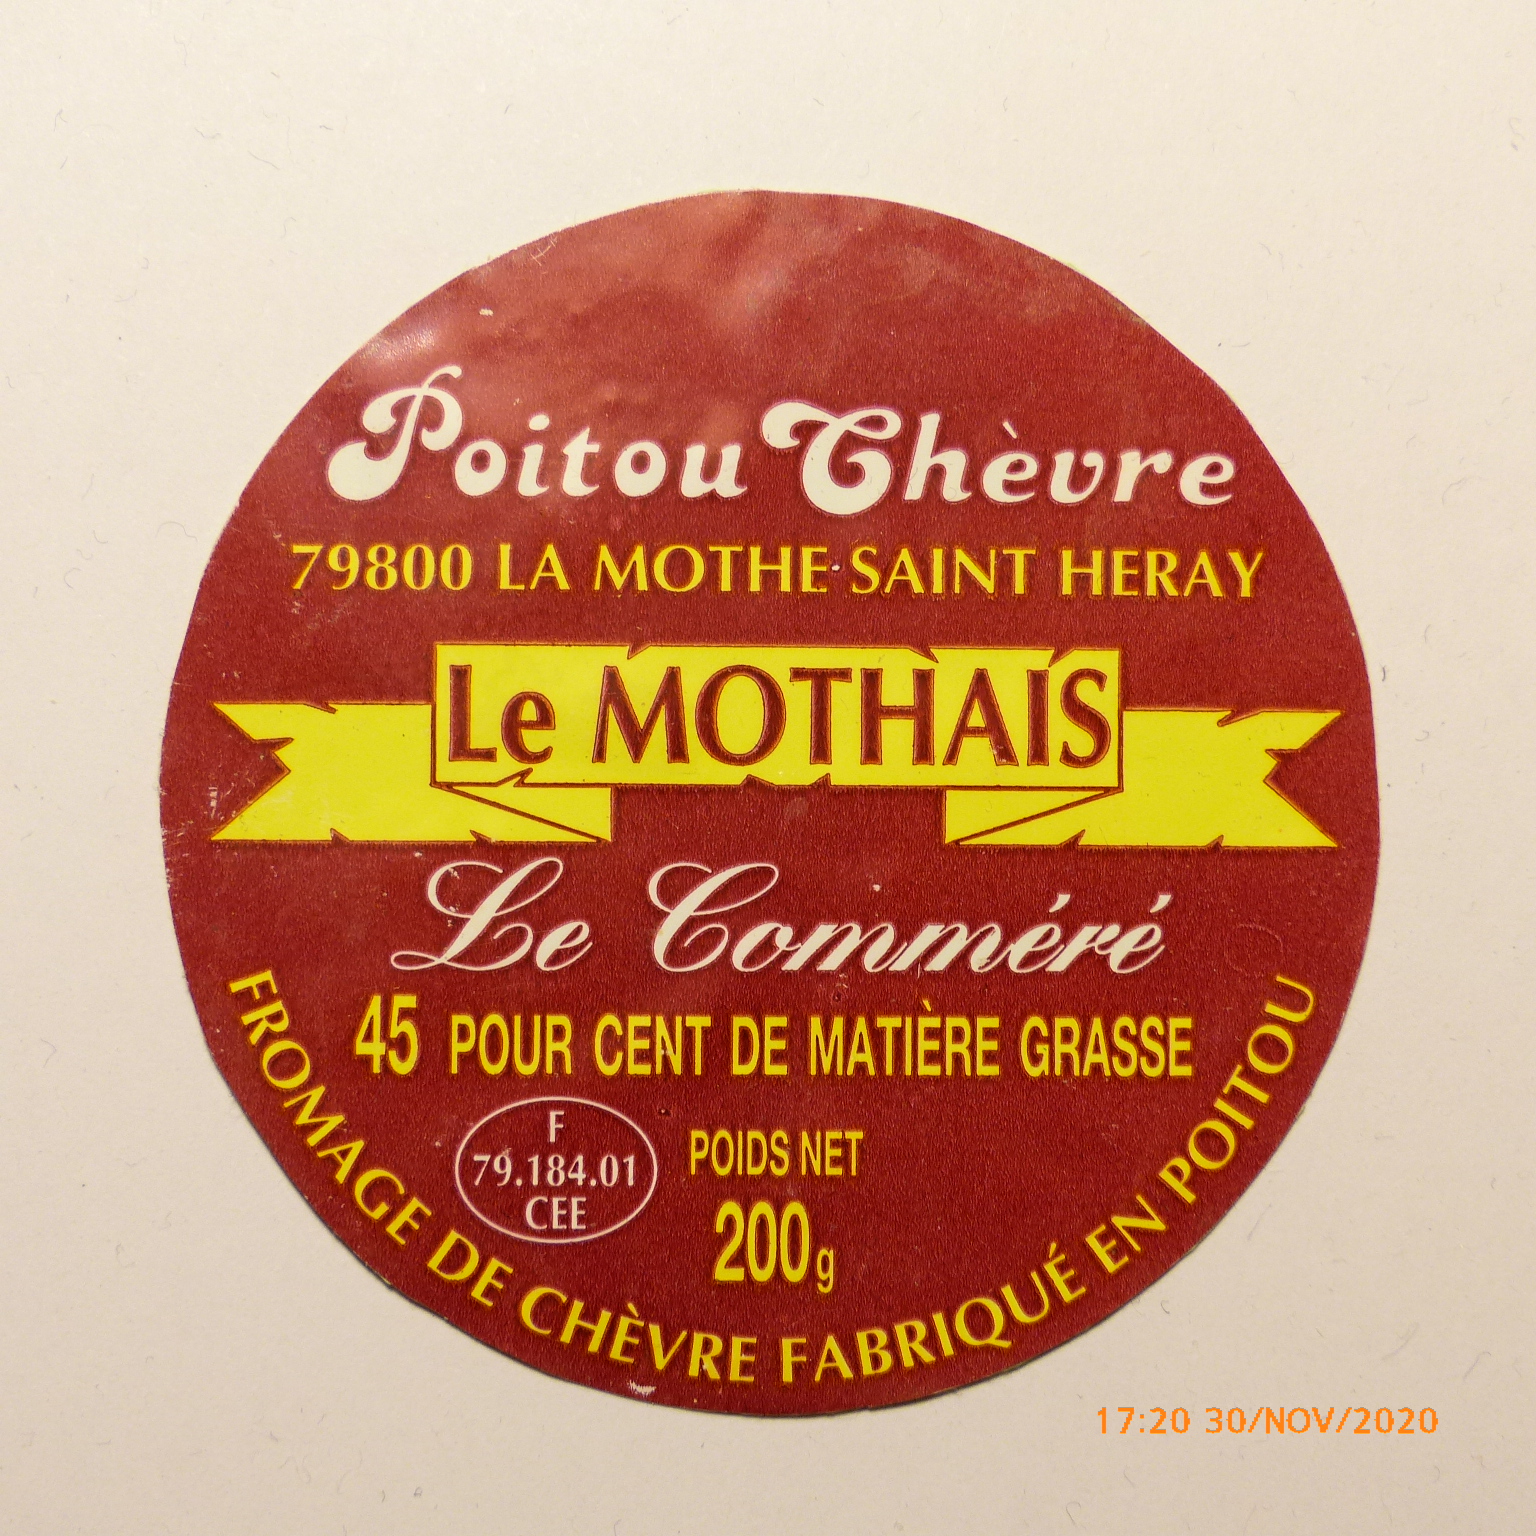 Poitou Chèvre
79800 LA MOTHE-SAINT HERAY
Le MOTHAIS
Le Comméré
45 POUR CENT DE MATIÈRE GRASSE
F
79.184.01
CEE
POIDS NET
200g
FROMAGE DE CHÈVRE FABRIQUÉ EN POITOU
17:20 30/NOV/2020